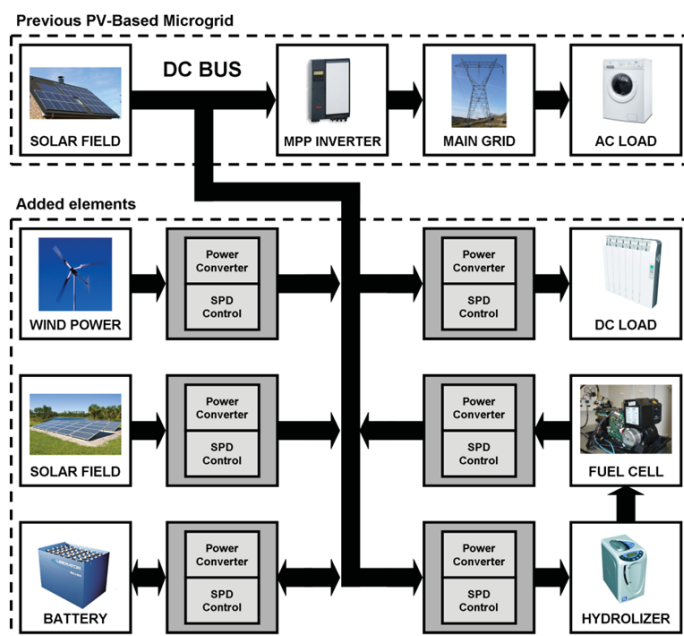 Previous PV-Based Microgrid
DC BUS
SOLAR FIELD
MPP INVERTER
MAIN GRID
AC LOAD
Added elements
Power
Converter
SPD
Control
WIND POWER
Power
Converter
SPD
Control
DC LOAD
Power
Converter
SPD
Control
SOLAR FIELD
Power
Converter
SPD
Control
FUEL CELL
Power
Converter
SPD
Control
BATTERY
Power
Converter
SPD
Control
HYDROLIZER